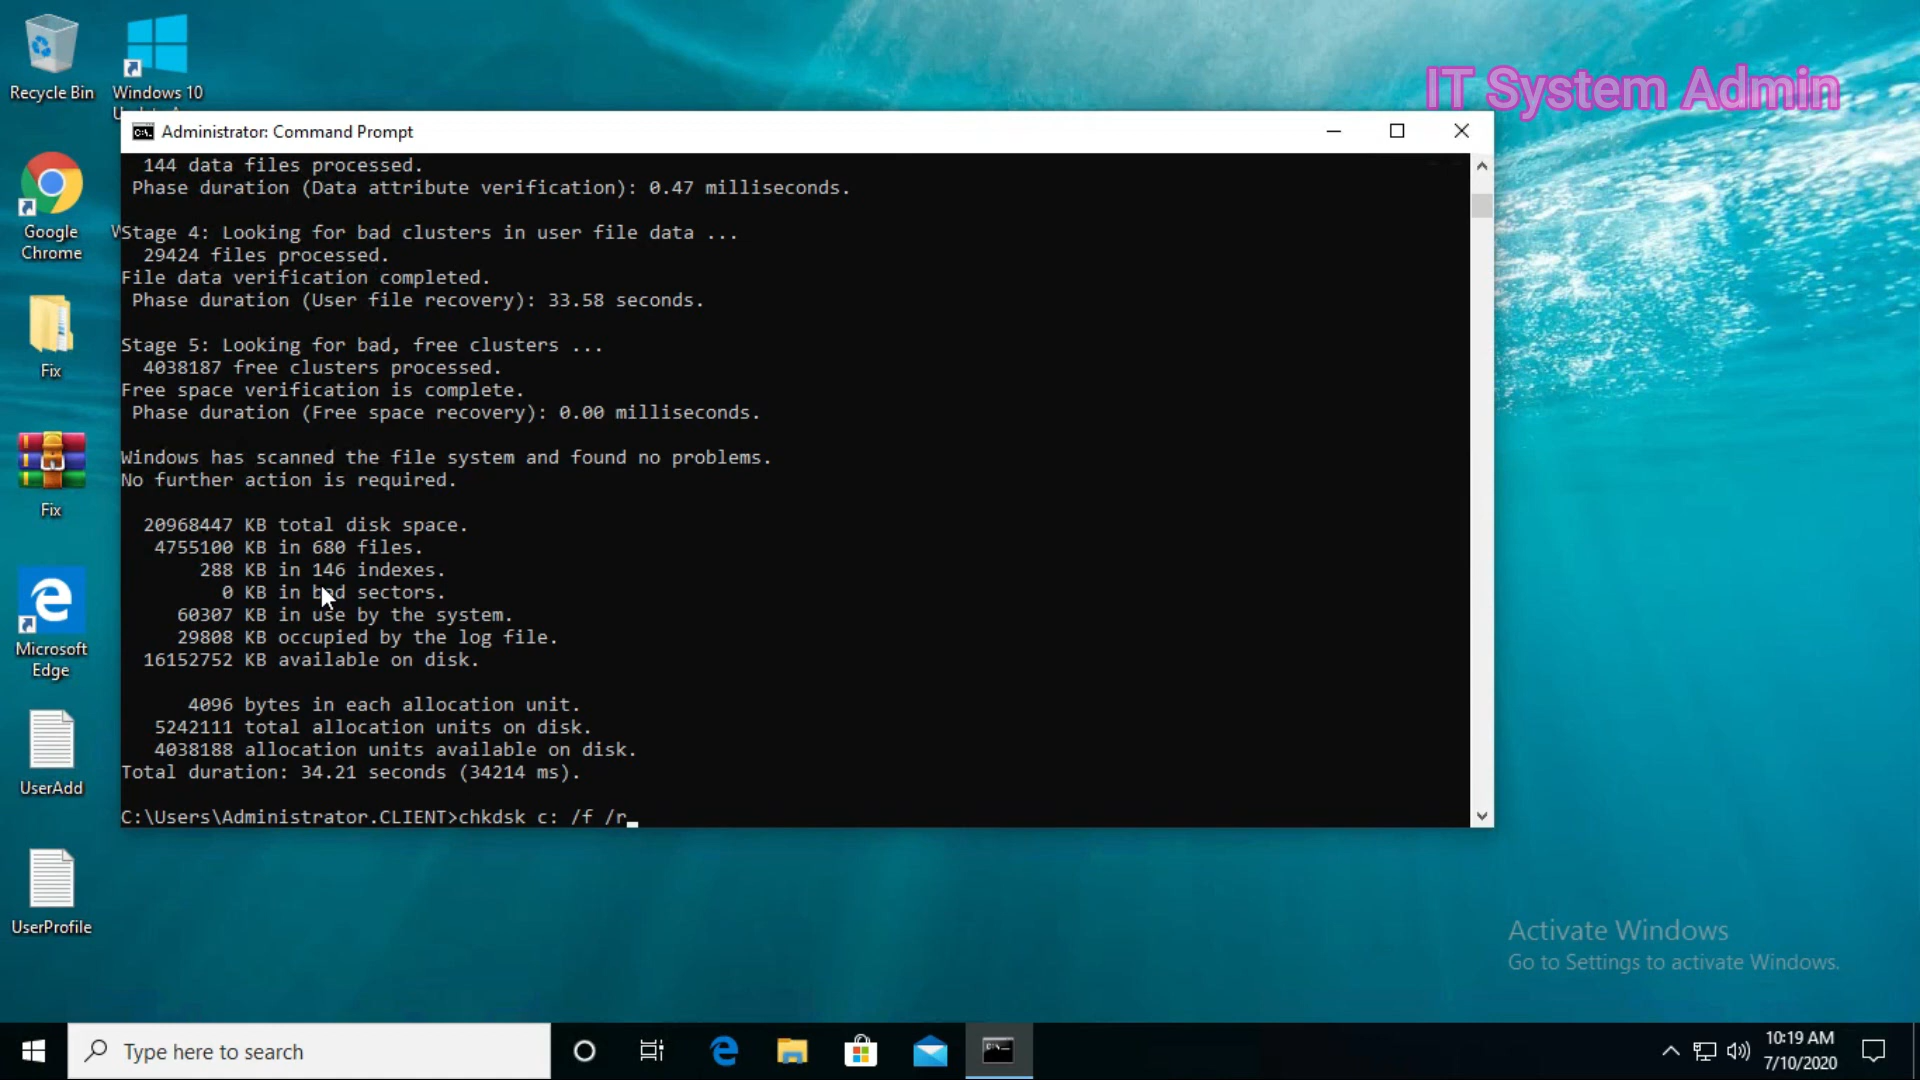 IT System Admin
Recycle Bin
Windows 10
Google
Chrome
Fix
Fix
Microsoft
Edge
UserAdd
UserProfile
Administrator: Command Prompt
144 data files processed.
Phase duration (Data attribute verification): 0.47 milliseconds.
Stage 4: Looking for bad clusters in user file data ...
29424 files processed.
File data verification completed.
Phase duration (User file recovery): 33.58 seconds.
Stage 5: Looking for bad, free clusters ...
4038187 free clusters processed.
Free space verification is complete.
Phase duration (Free space recovery): 0.00 milliseconds.
Windows has scanned the file system and found no problems.
No further action is required.
20968447 KB total disk space.
4755100 KB in 680 files.
288 KB in 146 indexes.
0 KB in bad sectors.
60307 KB in use by the system.
29808 KB occupied by the log file.
16152752 KB available on disk.
4096 bytes in each allocation unit.
5242111 total allocation units on disk.
4038188 allocation units available on disk.
Total duration: 34.21 seconds (34214 ms).
C:\Users\Administrator.CLIENT>chkdsk c: /f /r_
Activate Windows
Go to Settings to activate Windows.
Type here to search
10:19 AM
7/10/2020